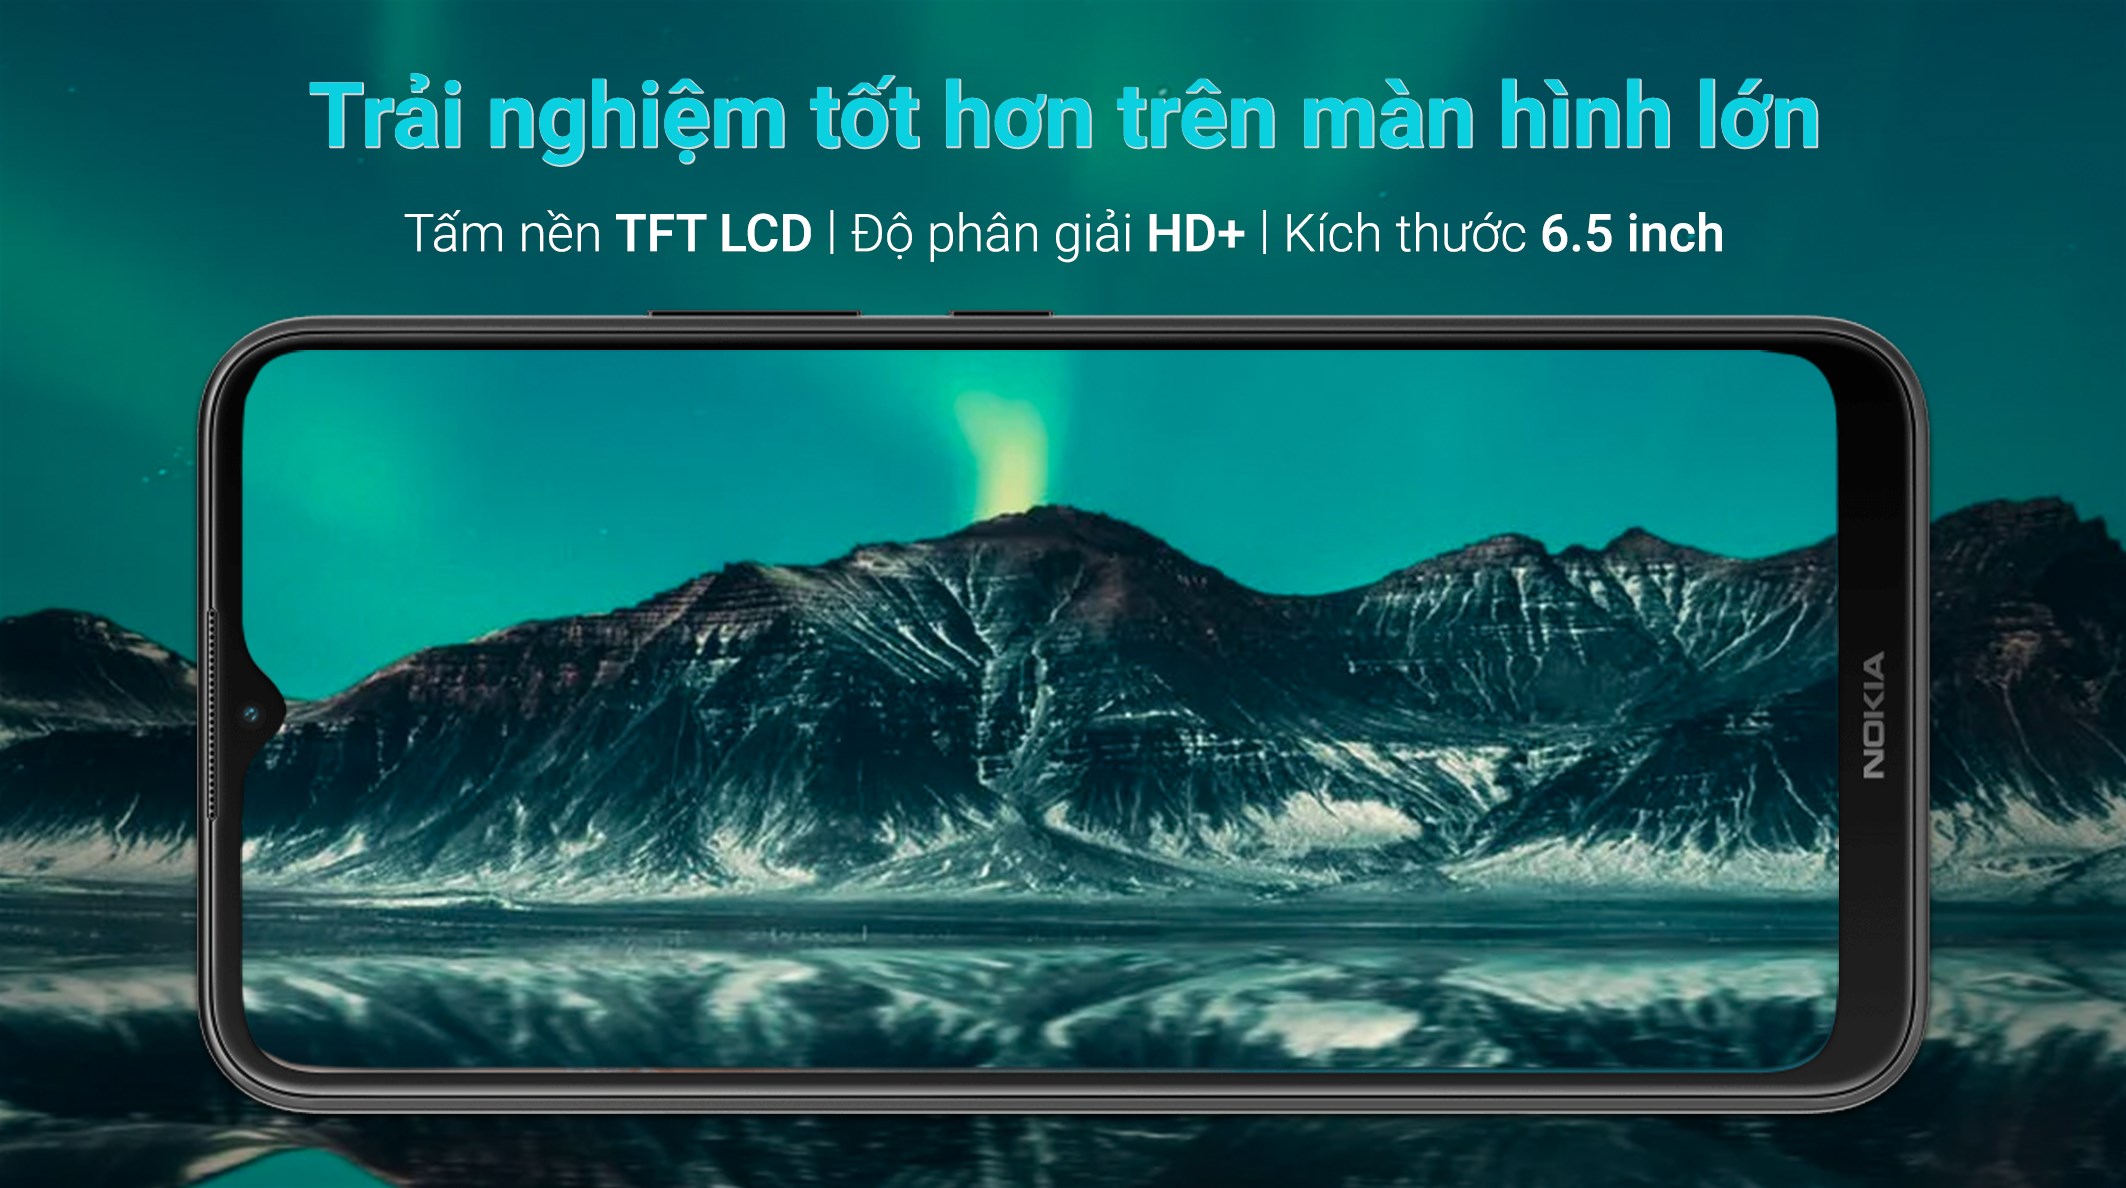 Trải nghiệm tốt hơn trên màn hình lớn
Tấm nền TFT LCD | Độ phân giải HD+ | Kích thước 6.5 inch
NOKIA